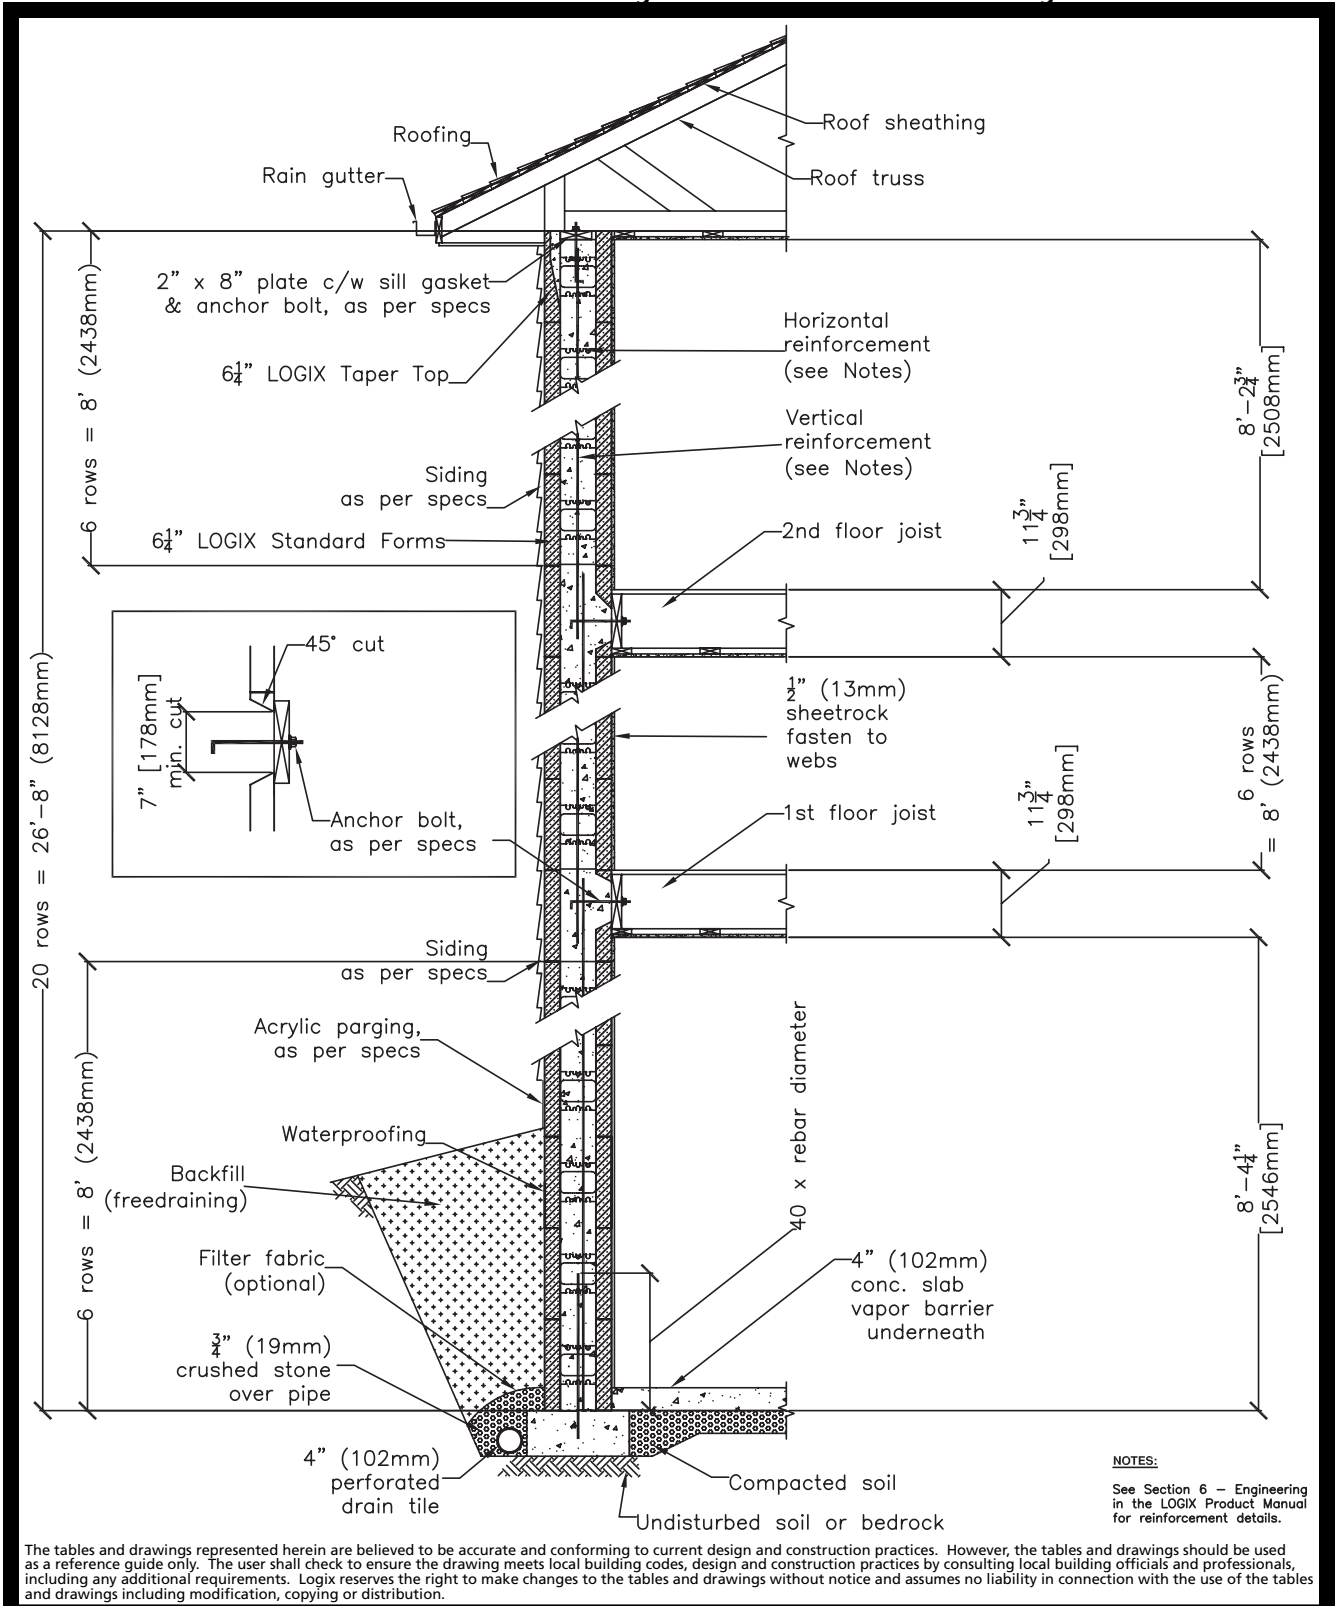 Roofing
Rain gutter
Roof sheathing
Roof truss
2” x 8” plate c/w sill gasket
& anchor bolt, as per specs
6¼” LOGIX Taper Top
Horizontal
reinforcement
(see Notes)
Vertical
reinforcement
(see Notes)
Siding
as per specs
6¼” LOGIX Standard Forms
2nd floor joist
6 rows = 8’ (2438mm)
20 rows = 26’–8” (8128mm)
8’–2¾”
[2508mm]
11¾”
[298mm]
45° cut
7” [178mm]
min. cut
Anchor bolt,
as per specs
½” (13mm)
sheetrock
fasten to
webs
1st floor joist
11¾”
[298mm]
6 rows
= 8’ (2438mm)
Siding
as per specs
Acrylic parging,
as per specs
Waterproofing
Backfill
(freedraining)
Filter fabric
(optional)
¾” (19mm)
crushed stone
over pipe
4” (102mm)
perforated
drain tile
6 rows = 8’ (2438mm)
40 x rebar diameter
8’–4½”
[2546mm]
4” (102mm)
conc. slab
vapor barrier
underneath
Compacted soil
Undisturbed soil or bedrock
NOTES:
See Section 6 – Engineering
in the LOGIX Product Manual
for reinforcement details.
The tables and drawings represented herein are believed to be accurate and conforming to current design and construction practices. However, the tables and drawings should be used
as a reference guide only. The user shall check to ensure the drawing meets local building codes, design and construction practices by consulting local building officials and professionals,
including any additional requirements. Logix reserves the right to make changes to the tables and drawings without notice and assumes no liability in connection with the use of the tables
and drawings including modification, copying or distribution.